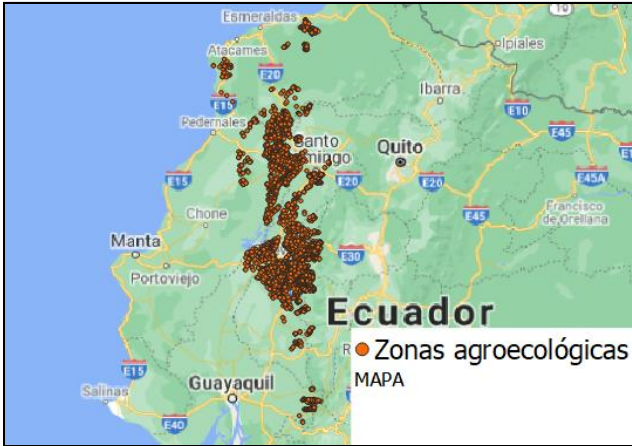 Esmeraldas
Atacames
Ipiales
E20
Ibarra
E15
E10
Pedernales
E45
Santo
Quito
E15
E20
E20
E45A
Chone
E45
Francisco
de Orellana
Manta
E30
Portoviejo
Ecuador
Zonas agroecológicas
MAPA
E15
Guayaquil
Salinas
E40